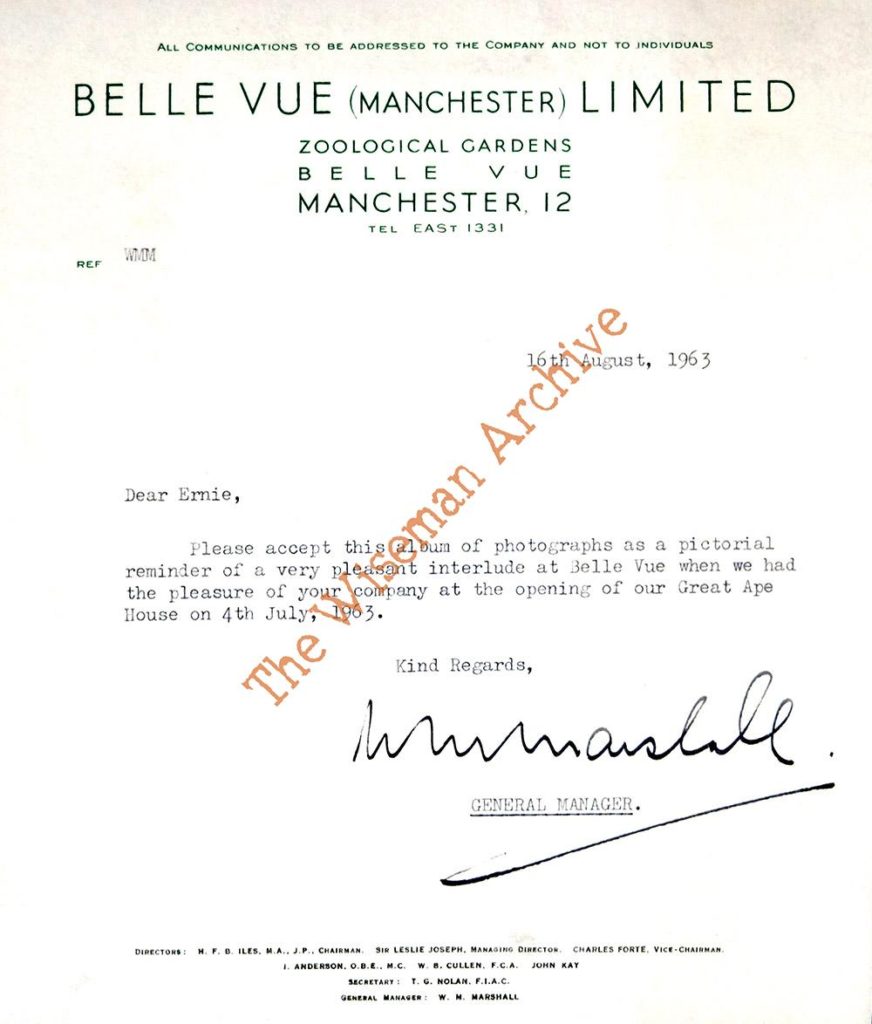 ALL COMMUNICATIONS TO BE ADDRESSED TO THE COMPANY AND NOT TO INDIVIDUALS
BELLE VUE (MANCHESTER) LIMITED
ZOOLOGICAL GARDENS
BELLE VUE
MANCHESTER, 12
TEL EAST 1331
REF WMM
16th August, 1963
Dear Ernie,
Please accept this album of photographs as a pictorial
reminder of a very pleasant interlude at Belle Vue when we had
the pleasure of your company at the opening of our Great Ape
House on 4th July, 1963.
Kind Regards,
W M Marshall.
GENERAL MANAGER.
The Wiseman Archive
DIRECTORS: H. F. B. ILES, M.A., J.P., CHAIRMAN. SIR LESLIE JOSEPH, MANAGING DIRECTOR. CHARLES FORTE, VICE-CHAIRMAN.
I. ANDERSON, O.B.E., M.C. W. B. CULLEN, F.C.A. JOHN KAY
SECRETARY: T. G. NOLAN, F.I.A.C.
GENERAL MANAGER: W. M. MARSHALL